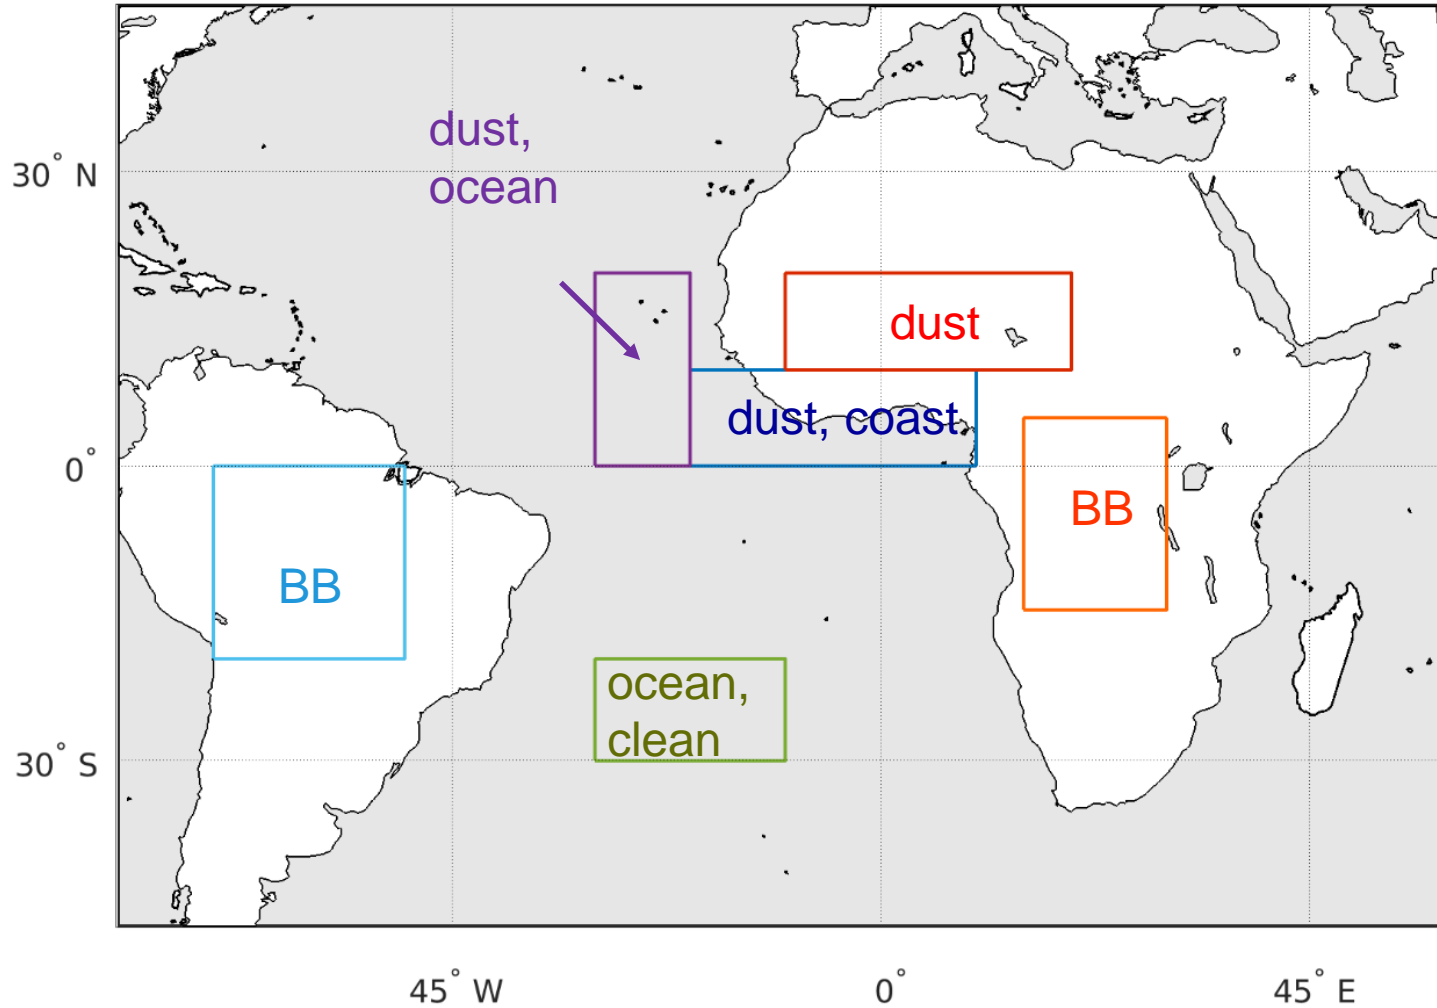 dust,
ocean
30° N
dust
dust, coast
0°
BB
BB
ocean,
clean
30° S
45° W
0°
45° E